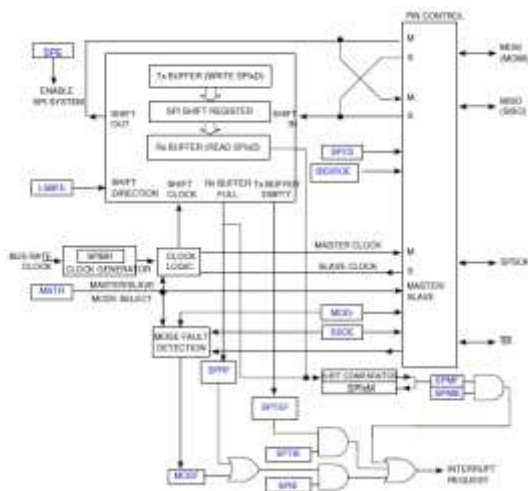 PIN CONTROL
SPE
ENABLE
SPI SYSTEM
Tx BUFFER (WRITE SPIxD)
SHIFT
OUT
SPI SHIFT REGISTER
SHIFT
IN
Rx BUFFER (READ SPIxD)
M
S
M
S
MOSI
(MOMI)
MISO
(SISO)
SPC0
BIDIROE
LSBFE
SHIFT
DIRECTION
SHIFT
CLOCK
Rx BUFFER
FULL
Tx BUFFER
EMPTY
BUS RATE
CLOCK
SPIBR
CLOCK GENERATOR
CLOCK
LOGIC
MASTER CLOCK
SLAVE CLOCK
M
S
SPSCK
MSTR
MASTER/SLAVE
MODE SELECT
MASTER/
SLAVE
MODE FAULT
DETECTION
MODFEN
SSOE
SS
SPRF
8-BIT COMPARATOR
SPIxM
SPMF
SPMIE
SPTEF
SPTIE
MODF
SPIE
INTERRUPT
REQUEST